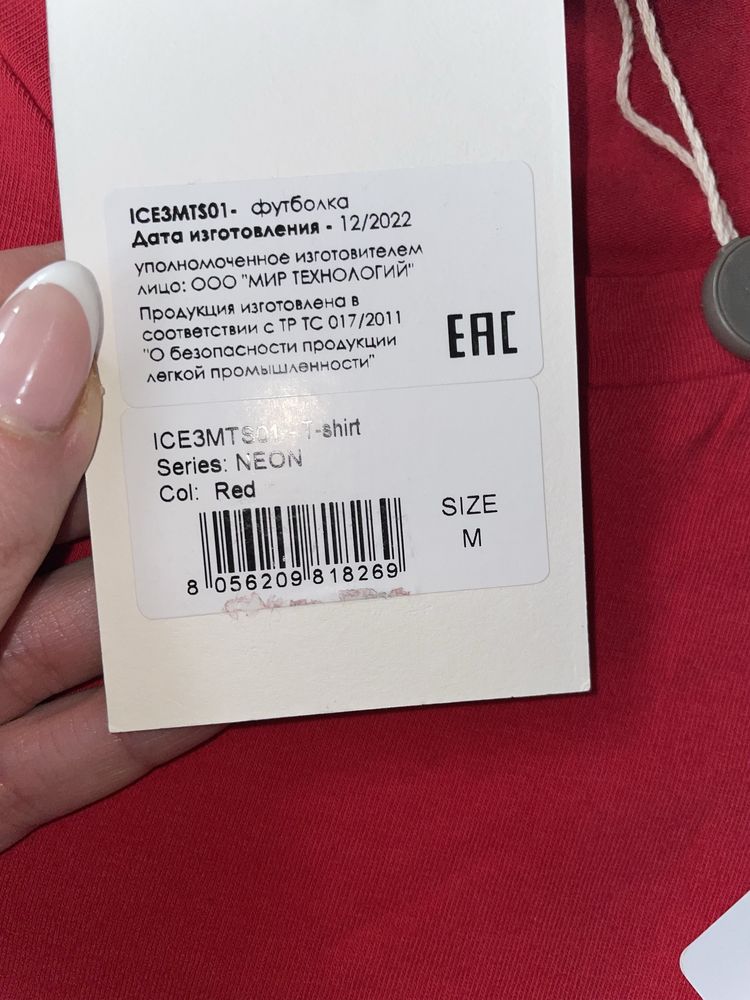 ICE3MTS01- футболка
Дата изготовления - 12/2022
уполномоченное изготовителем
лицо: ООО "МИР ТЕХНОЛОГИЙ"
Продукция изготовлена в
соответствии с ТР ТС 017/2011
"О безопасности продукции
легкой промышленности"
EAC
ICE3MTS01 - T-shirt
Series: NEON
Col: Red
SIZE
M
8 056209 818269